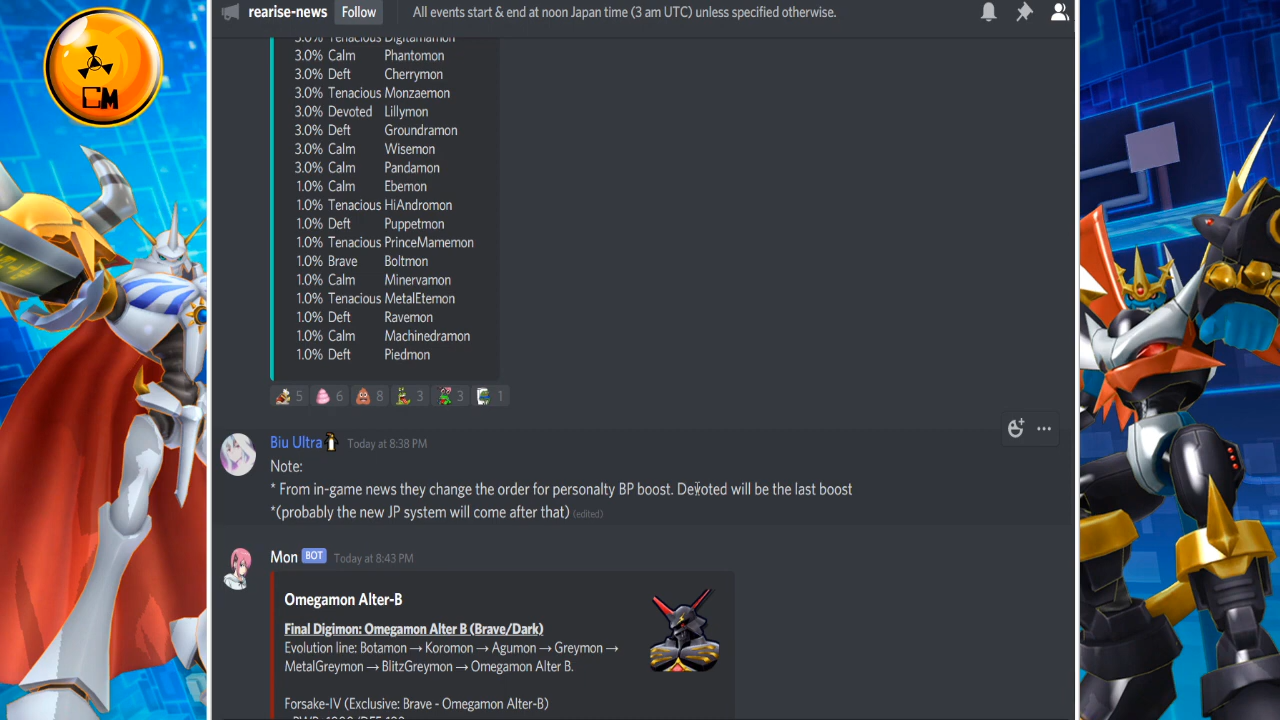 rearise-news Follow All events start & end at noon Japan time (3 am UTC) unless specified otherwise.
3.0% Tenacious Digitamamon
3.0% Calm Phantomon
3.0% Deft Cherrymon
3.0% Tenacious Monzaemon
3.0% Devoted Lillymon
3.0% Deft Groundramon
3.0% Calm Wisemon
3.0% Calm Pandamon
1.0% Calm Ebemon
1.0% Tenacious HiAndromon
1.0% Deft Puppetmon
1.0% Tenacious PrinceMamemon
1.0% Brave Boltmon
1.0% Calm Minervamon
1.0% Tenacious MetalEtemon
1.0% Deft Ravemon
1.0% Calm Machinedramon
1.0% Deft Piedmon
5 6 8 3 3 1
Biu Ultra Today at 8:38 PM
Note:
* From in-game news they change the order for personalty BP boost. Devoted will be the last boost
*(probably the new JP system will come after that) (edited)
Mon BOT Today at 8:43 PM
Omegamon Alter-B
Final Digimon: Omegamon Alter B (Brave/Dark)
Evolution line: Botamon → Koromon → Agumon → Greymon →
MetalGreymon → BlitzGreymon → Omegamon Alter B.
Forsake-IV (Exclusive: Brave - Omegamon Alter-B)
CM